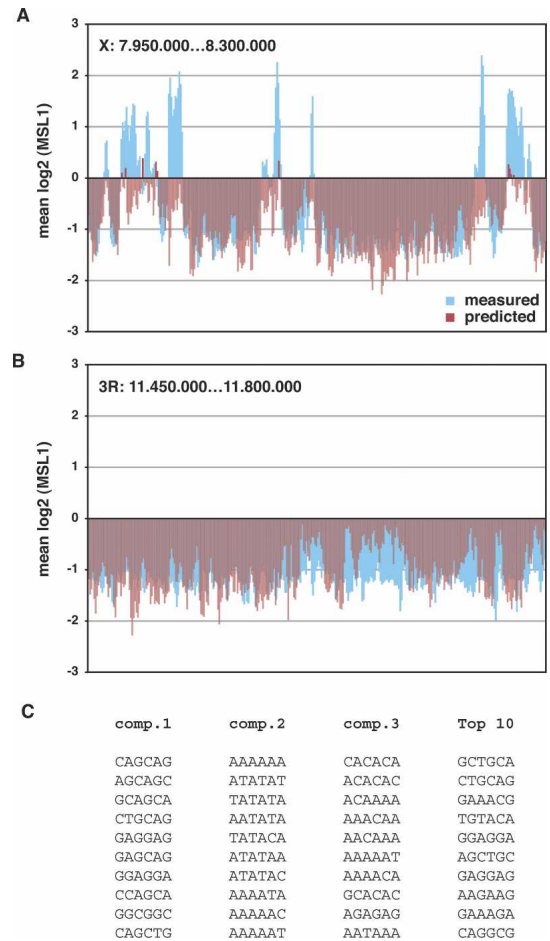 A
X: 7.950.000...8.300.000
mean log2 (MSL1)
3
2
1
0
-1
-2
-3
measured
predicted
B
3R: 11.450.000...11.800.000
mean log2 (MSL1)
3
2
1
0
-1
-2
-3
C
comp.1 comp.2 comp.3 Top 10
CAGCAG AAAAAA CACACA GCTGCA
AGCAGC ATATAT ACACAC CTGCAG
GCAGCA TATATA ACAAAA GAAACG
CTGCAG AATATA AAACAA TGTACA
GAGGAG TATACA AACAAA GGAGGA
GAGCAG ATATAA AAAAAT AGCTGC
GGAGGA ATATAC AAAACA GAGGAG
CCAGCA AAAATA GCACAC AAGAAG
GGCGGC AAAAAC AGAGAG GAAAGA
CAGCTG AAAAAT AATAAA CAGGCG